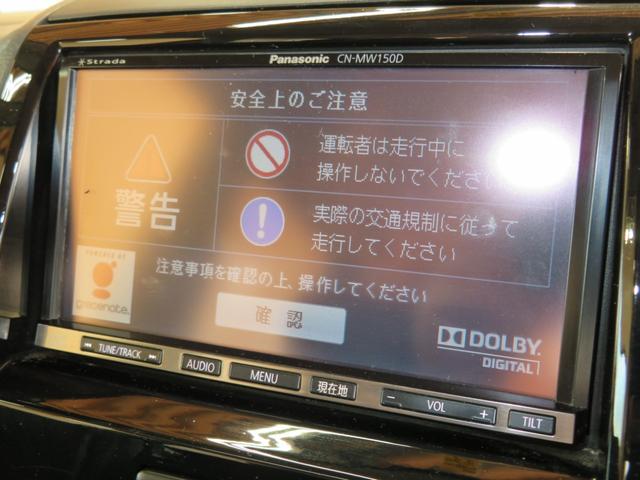 Strada
Panasonic CN-MW150D
安全上のご注意
警告
運転者は走行中に
操作しないでください
実際の交通規制に従って
走行してください
注意事項を確認の上、操作してください
確認
POWERED BY
gracenote.
DOLBY
DIGITAL
TUNE/TRACK
AUDIO
MENU
現在地
− VOL +
TILT